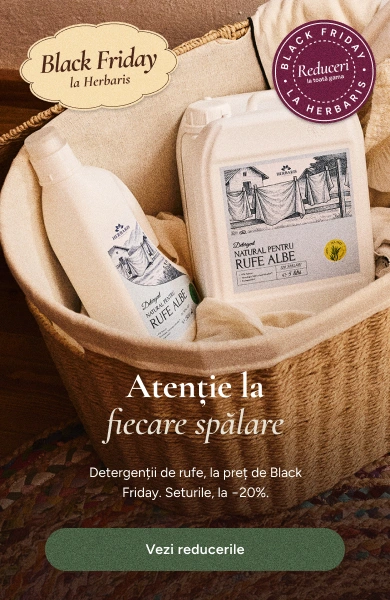 Black Friday
la Herbaris
BLACK FRIDAY
Reduceri
la toată gama
LA HERBARIS
HERBARIS
Detergent
NATURAL PENTRU
RUFE ALBE
HERBARIS
Detergent
NATURAL PENTRU
RUFE ALBE
Atenție la
fiecare spălare
Detergenții de rufe, la preț de Black
Friday. Seturile, la -20%.
Vezi reducerile